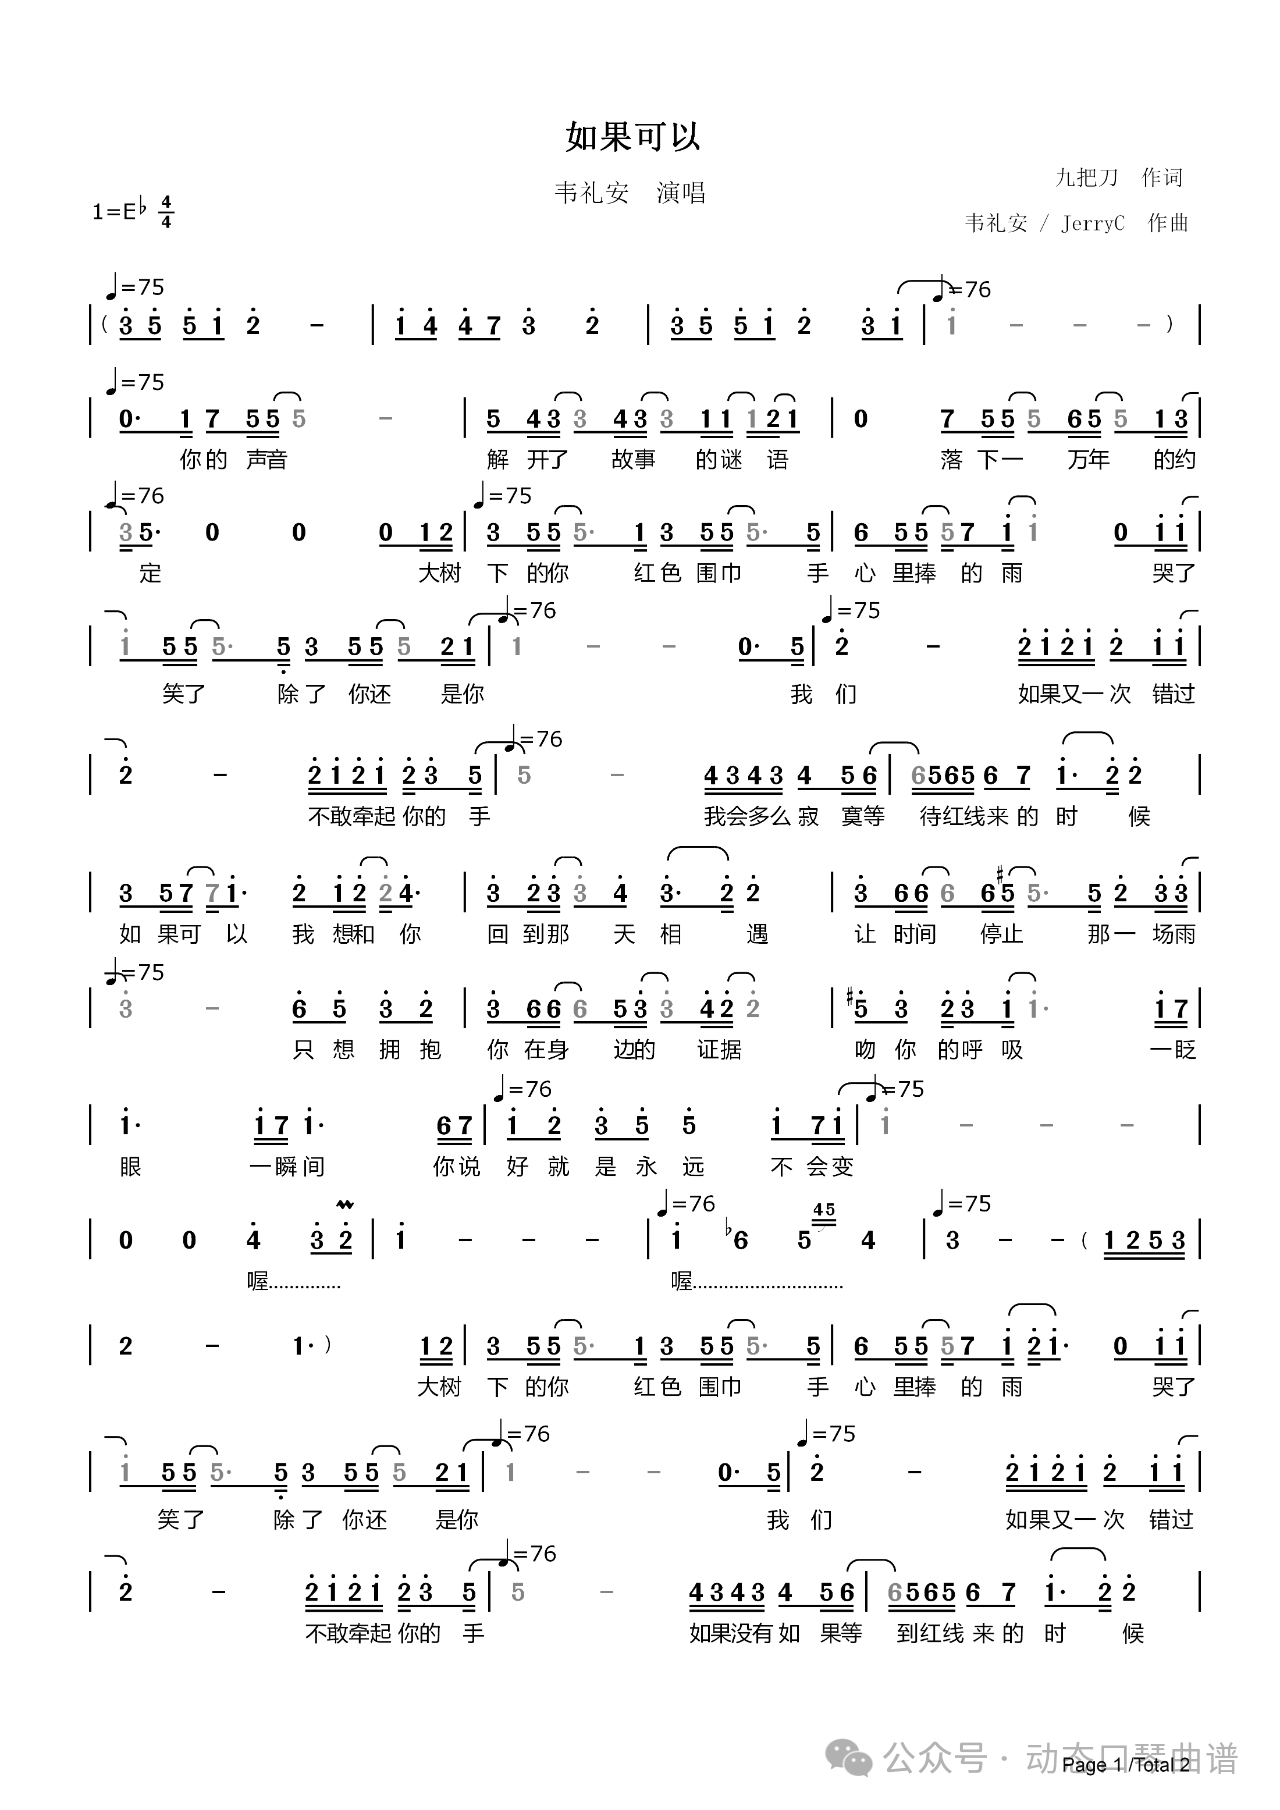 如果可以
韦礼安 演唱
九把刀 作词
1=E♭ 4/4
韦礼安 / JerryC 作曲
♩=75 ♩=76
| ( 3 5 5 1 2 - | 1 4 4 7 3 2 | 3 5 5 1 2 3 1 | 1 - - - ) |
♩=75
| 0· 1 7 5 5 5 - | 5 4 3 3 4 3 3 1 1 1 2 1 | 0 7 5 5 5 6 5 5 1 3 |
你的 声音 解 开了 故事 的谜 语 落 下一 万年 的约
♩=76 ♩=75
| 3 5· 0 0 0 1 2 | 3 5 5 5· 1 3 5 5 5· 5 | 6 5 5 5 7 1 1 0 1 1 |
定 大树 下 的你 红色 围巾 手 心 里捧 的 雨 哭了
♩=76 ♩=75
| 1 5 5 5· 5 3 5 5 5 2 1 | 1 - - 0· 5 | 2 - 2 1 2 1 2 1 1 |
笑了 除了 你还 是你 我 们 如果又一 次 错过
♩=76
| 2 - 2 1 2 1 2 3 5 | 5 - 4 3 4 3 4 5 6 | 6 5 6 5 6 7 1· 2 2 |
不敢牵起 你的 手 我会多么 寂 寞等 待红线来 的 时 候
| 3 5 7 7 1· 2 1 2 2 4· | 3 2 3 3 4 3· 2 2 | 3 6 6 6 6 #5 5· 5 2 3 3 |
如 果可 以 我 想和 你 回 到那 天 相 遇 让 时间 停止 那一 场雨
♩=75
| 3 - 6 5 3 2 | 3 6 6 6 5 3 3 4 2 2 | #5 3 2 3 1 1· 1 7 |
只 想 拥 抱 你 在身 边的 证据 吻 你 的呼 吸 一眨
♩=76 ♩=75
| 1· 1 7 1· 6 7 | 1 2 3 5 5 1 7 1 | 1 - - - |
眼 一瞬间 你说 好 就 是 永 远 不 会变
♩=76 45 ♩=75
| 0 0 4 3 2 | 1 - - - | 1 ♭6 5 4 | 3 - - ( 1 2 5 3 |
喔.............. 喔.............................
| 2 - 1· ) 1 2 | 3 5 5 5· 1 3 5 5 5· 5 | 6 5 5 5 7 1 2 1· 0 1 1 |
大树 下 的你 红色 围巾 手 心 里捧 的 雨 哭了
♩=76 ♩=75
| 1 5 5 5· 5 3 5 5 5 2 1 | 1 - - 0· 5 | 2 - 2 1 2 1 2 1 1 |
笑了 除了 你还 是你 我 们 如果又一 次 错过
♩=76
| 2 - 2 1 2 1 2 3 5 | 5 - 4 3 4 3 4 5 6 | 6 5 6 5 6 7 1· 2 2 |
不敢牵起 你的 手 如果没有 如 果等 到红线 来 的 时 候
公众号 · 动态口琴曲谱
Page 1 /Total 2